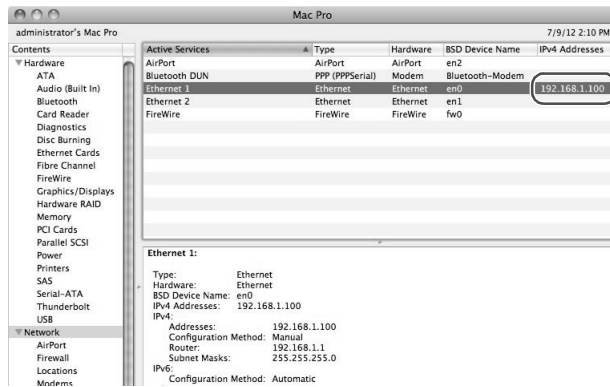 Mac Pro
administrator's Mac Pro 7/9/12 2:10 PM
Contents
Hardware
ATA
Audio (Built In)
Bluetooth
Card Reader
Diagnostics
Disc Burning
Ethernet Cards
Fibre Channel
FireWire
Graphics/Displays
Hardware RAID
Memory
PCI Cards
Parallel SCSI
Power
Printers
SAS
Serial-ATA
Thunderbolt
USB
Network
AirPort
Firewall
Locations
Modems
Active Services Type Hardware BSD Device Name IPv4 Addresses
AirPort AirPort AirPort en2
Bluetooth DUN PPP (PPPSerial) Modem Bluetooth-Modem
Ethernet 1 Ethernet Ethernet en0 192.168.1.100
Ethernet 2 Ethernet Ethernet en1
FireWire FireWire FireWire fw0
Ethernet 1:
Type: Ethernet
Hardware: Ethernet
BSD Device Name: en0
IPv4 Addresses: 192.168.1.100
IPv4:
Addresses: 192.168.1.100
Configuration Method: Manual
Router: 192.168.1.1
Subnet Masks: 255.255.255.0
IPv6:
Configuration Method: Automatic